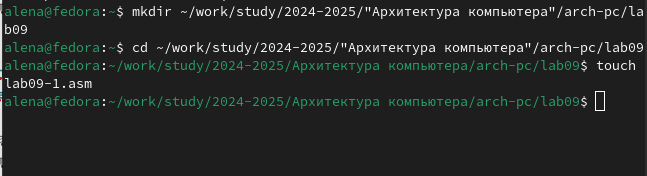 alena@fedora:~$ mkdir ~/work/study/2024-2025/"Архитектура компьютера"/arch-pc/la
b09
alena@fedora:~$ cd ~/work/study/2024-2025/"Архитектура компьютера"/arch-pc/lab09
alena@fedora:~/work/study/2024-2025/Архитектура компьютера/arch-pc/lab09$ touch
lab09-1.asm
alena@fedora:~/work/study/2024-2025/Архитектура компьютера/arch-pc/lab09$